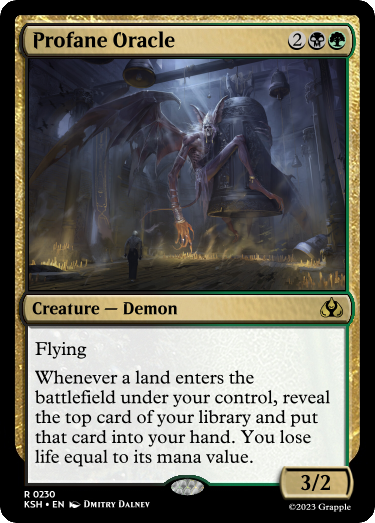 Profane Oracle 2
Creature — Demon
Flying
Whenever a land enters the
battlefield under your control, reveal
the top card of your library and put
that card into your hand. You lose
life equal to its mana value.
3/2
R 0230
KSH • EN Dmitry Dalnev
©2023 Grapple